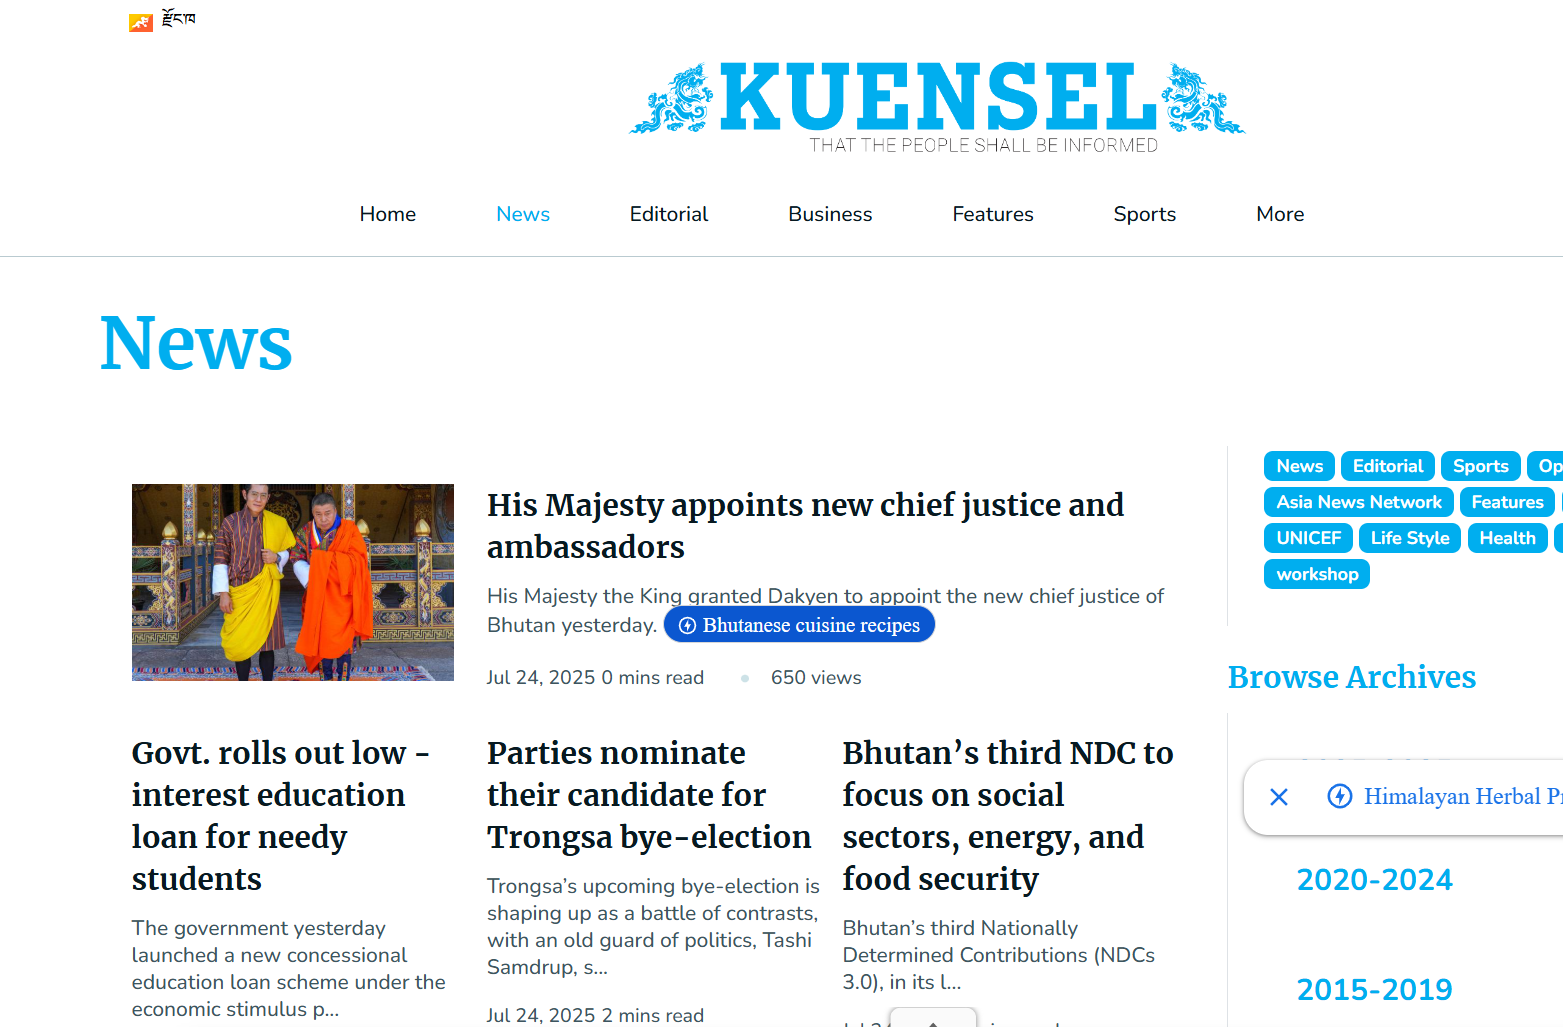 རྫོང་ཁ
KUENSEL
THAT THE PEOPLE SHALL BE INFORMED
Home
News
Editorial
Business
Features
Sports
More
News
His Majesty appoints new chief justice and
ambassadors
His Majesty the King granted Dakyen to appoint the new chief justice of
Bhutan yesterday. Bhutanese cuisine recipes
Jul 24, 2025 0 mins read 650 views
Govt. rolls out low -
interest education
loan for needy
students
The government yesterday
launched a new concessional
education loan scheme under the
economic stimulus p...
Parties nominate
their candidate for
Trongsa bye-election
Trongsa’s upcoming bye-election is
shaping up as a battle of contrasts,
with an old guard of politics, Tashi
Samdrup, s...
Jul 24, 2025 2 mins read
Bhutan’s third NDC to
focus on social
sectors, energy, and
food security
Bhutan’s third Nationally
Determined Contributions (NDCs
3.0), in its l...
News Editorial Sports Op
Asia News Network Features
UNICEF Life Style Health
workshop
Browse Archives
Himalayan Herbal
2020-2024
2015-2019